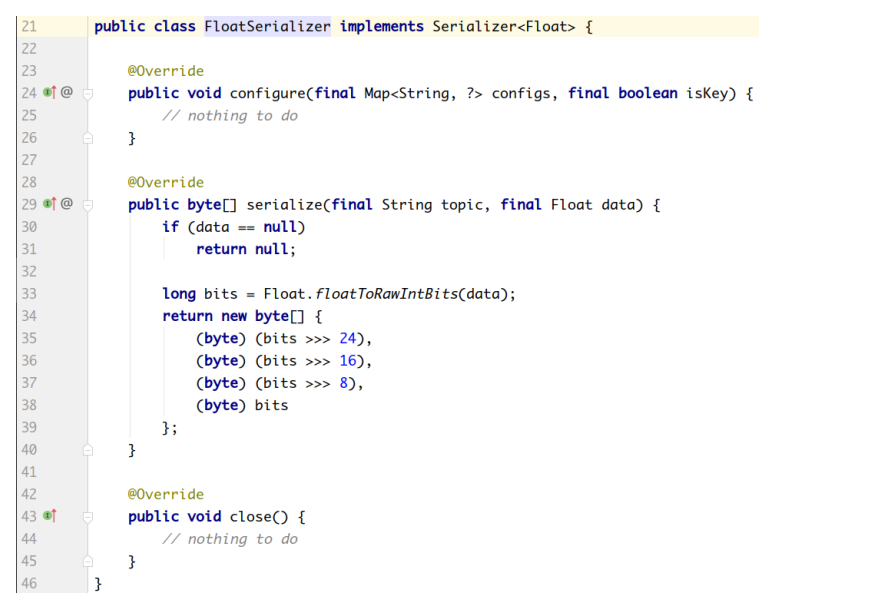 21 public class FloatSerializer implements Serializer<Float> {
22
23     @Override
24 @     public void configure(final Map<String, ?> configs, final boolean isKey) {
25         // nothing to do
26     }
27
28     @Override
29 @     public byte[] serialize(final String topic, final Float data) {
30         if (data == null)
31             return null;
32
33         long bits = Float.floatToRawIntBits(data);
34         return new byte[] {
35             (byte) (bits >>> 24),
36             (byte) (bits >>> 16),
37             (byte) (bits >>> 8),
38             (byte) bits
39         };
40     }
41
42     @Override
43     public void close() {
44         // nothing to do
45     }
46 }